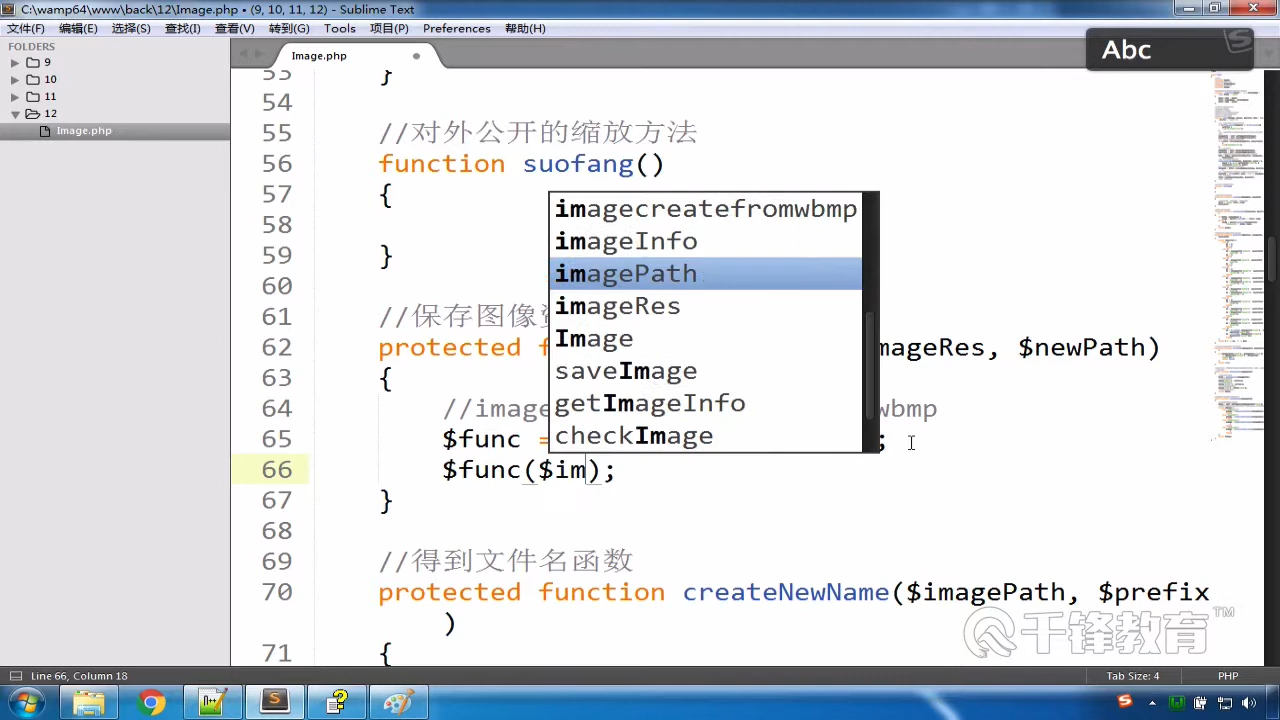 C:\wamp64\www\back\12\Image.php • (9, 10, 11, 12) - Sublime Text
文件(F) 编辑(E) 选择(S) 查找(I) 查看(V) 转到(G) Tools 项目(P) Preferences 帮助(H)
FOLDERS
9
10
11
12
Image.php
Image.php
Abc
53 }
54
55 //对外公开的缩放方法
56 function suofang()
57 {
58
59 }
60
61 //保存图像
62 protected mageRes, $newPath)
63 {
64 //image wbmp
65 $func = ;
66 $func($im);
67 }
68
69 //得到文件名函数
70 protected function createNewName($imagePath, $prefix
)
71 {
imagecreatefromwbmp
imageInfo
imagePath
imageRes
Image
saveImage
getImageInfo
checkImage
千锋教育™
Line 66, Column 18
Tab Size: 4
PHP